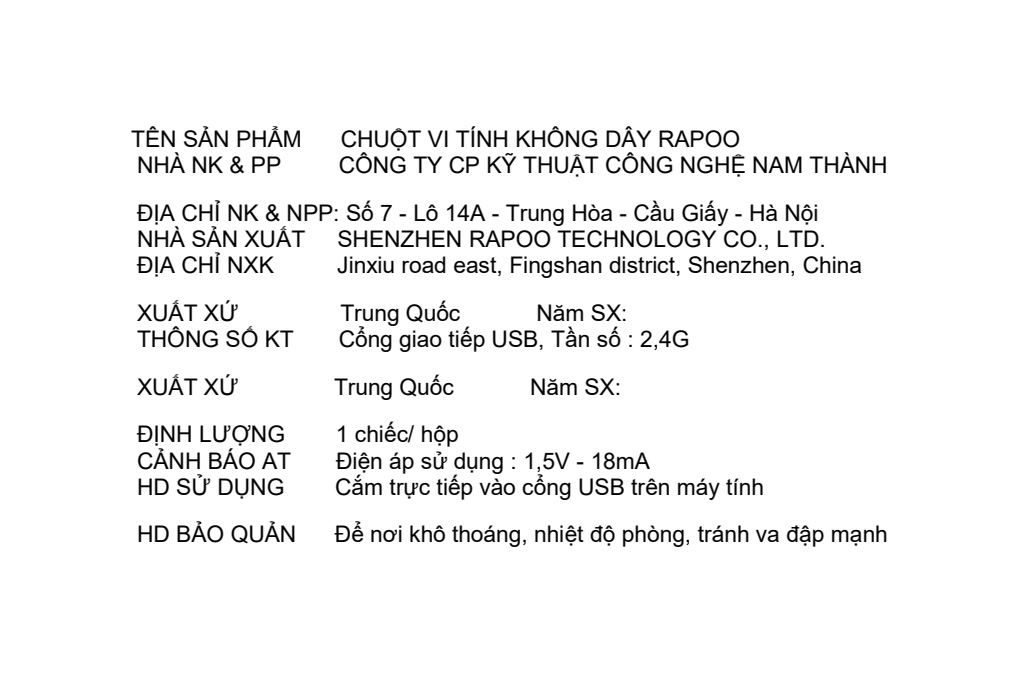 TÊN SẢN PHẨM CHUỘT VI TÍNH KHÔNG DÂY RAPOO
NHÀ NK & PP CÔNG TY CP KỸ THUẬT CÔNG NGHỆ NAM THÀNH
ĐỊA CHỈ NK & NPP: Số 7 - Lô 14A - Trung Hòa - Cầu Giấy - Hà Nội
NHÀ SẢN XUẤT SHENZHEN RAPOO TECHNOLOGY CO., LTD.
ĐỊA CHỈ NXK Jinxiu road east, Fingshan district, Shenzhen, China
XUẤT XỨ Trung Quốc Năm SX:
THÔNG SỐ KT Cổng giao tiếp USB, Tần số : 2,4G
XUẤT XỨ Trung Quốc Năm SX:
ĐỊNH LƯỢNG 1 chiếc/ hộp
CẢNH BÁO AT Điện áp sử dụng : 1,5V - 18mA
HD SỬ DỤNG Cắm trực tiếp vào cổng USB trên máy tính
HD BẢO QUẢN Để nơi khô thoáng, nhiệt độ phòng, tránh va đập mạnh